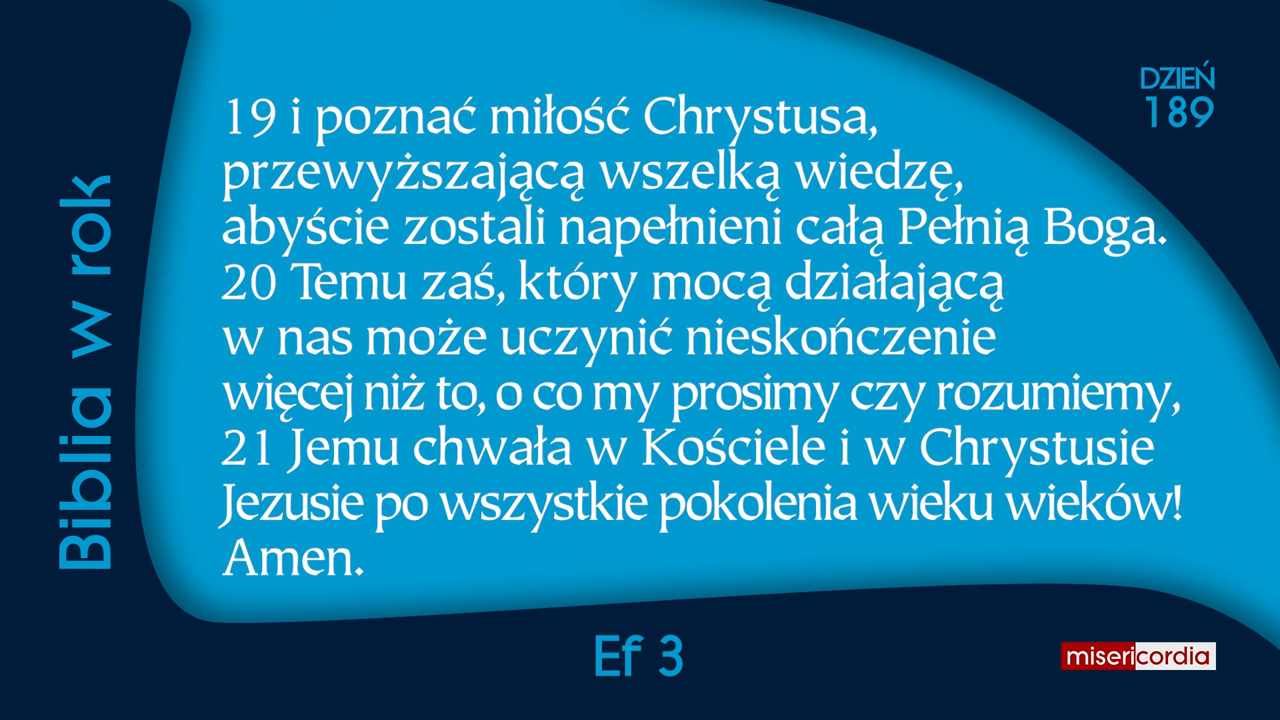 DZIEŃ
189
19 i poznać miłość Chrystusa,
przewyższającą wszelką wiedzę,
abyście zostali napełnieni całą Pełnią Boga.
20 Temu zaś, który mocą działającą
w nas może uczynić nieskończenie
więcej niż to, o co my prosimy czy rozumiemy,
21 Jemu chwała w Kościele i w Chrystusie
Jezusie po wszystkie pokolenia wieku wieków!
Amen.
Biblia w rok
Ef 3
misericordia